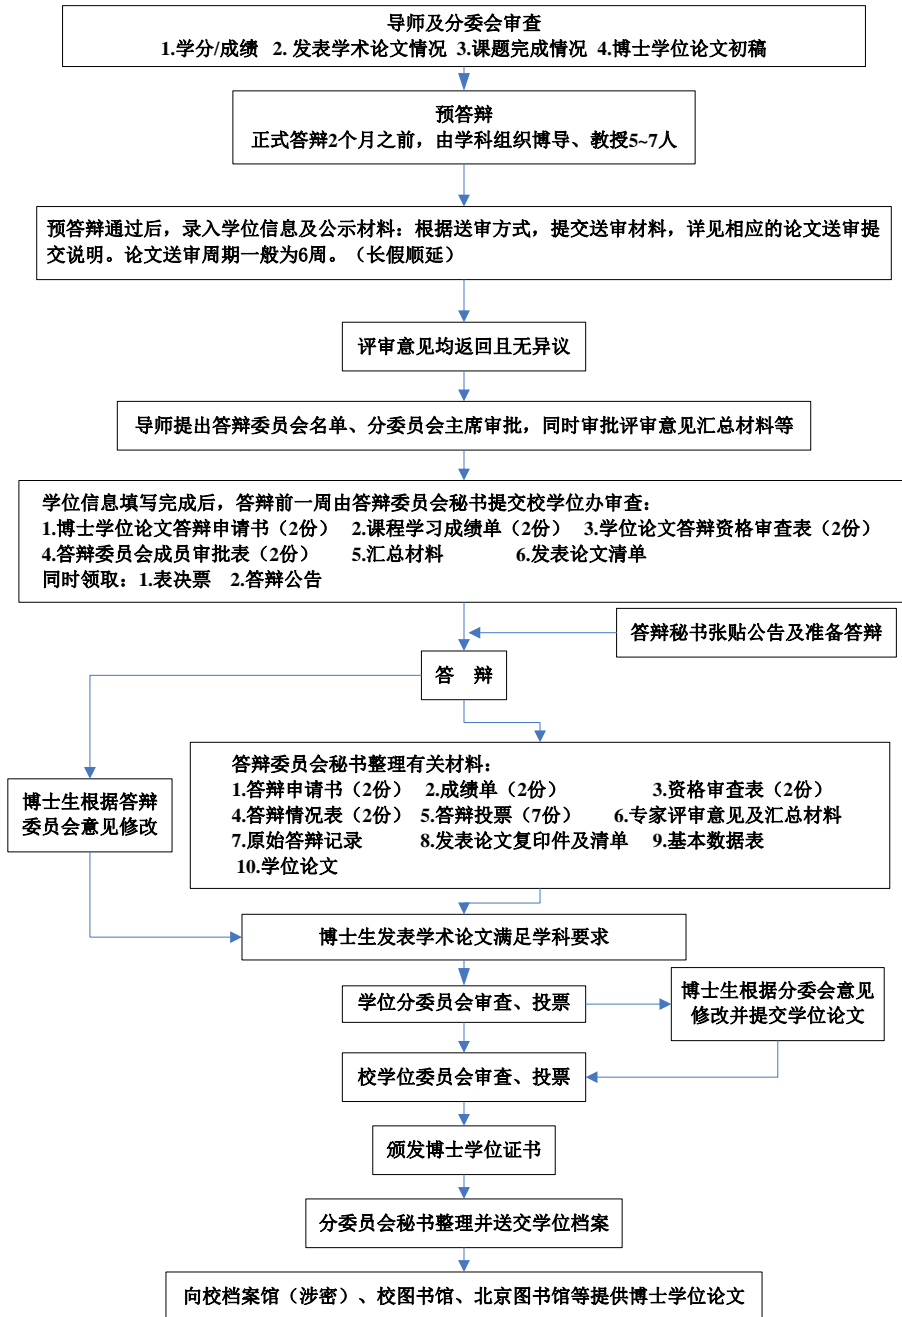 导师及分委会审查
1.学分/成绩 2. 发表学术论文情况 3.课题完成情况 4.博士学位论文初稿
预答辩
正式答辩2个月之前，由学科组织博导、教授5~7人
预答辩通过后，录入学位信息及公示材料：根据送审方式，提交送审材料，详见相应的论文送审提
交说明。论文送审周期一般为6周。（长假顺延）
评审意见均返回且无异议
导师提出答辩委员会名单、分委员会主席审批，同时审批评审意见汇总材料等
学位信息填写完成后，答辩前一周由答辩委员会秘书提交校学位办审查：
1.博士学位论文答辩申请书（2份） 2.课程学习成绩单（2份） 3.学位论文答辩资格审查表（2份）
4.答辩委员会成员审批表（2份） 5.汇总材料 6.发表论文清单
同时领取：1.表决票 2.答辩公告
答辩秘书张贴公告及准备答辩
答 辩
答辩委员会秘书整理有关材料：
1.答辩申请书（2份） 2.成绩单（2份） 3.资格审查表（2份）
4.答辩情况表（2份） 5.答辩投票（7份） 6.专家评审意见及汇总材料
7.原始答辩记录 8.发表论文复印件及清单 9.基本数据表
10.学位论文
博士生根据答辩
委员会意见修改
博士生发表学术论文满足学科要求
学位分委员会审查、投票
博士生根据分委会意见
修改并提交学位论文
校学位委员会审查、投票
颁发博士学位证书
分委员会秘书整理并送交学位档案
向校档案馆（涉密）、校图书馆、北京图书馆等提供博士学位论文